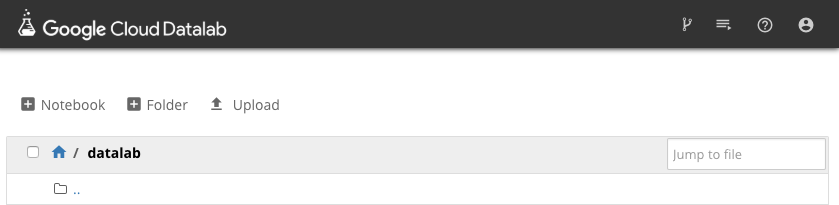 Google Cloud Datalab
Notebook Folder Upload
/ datalab Jump to file
..